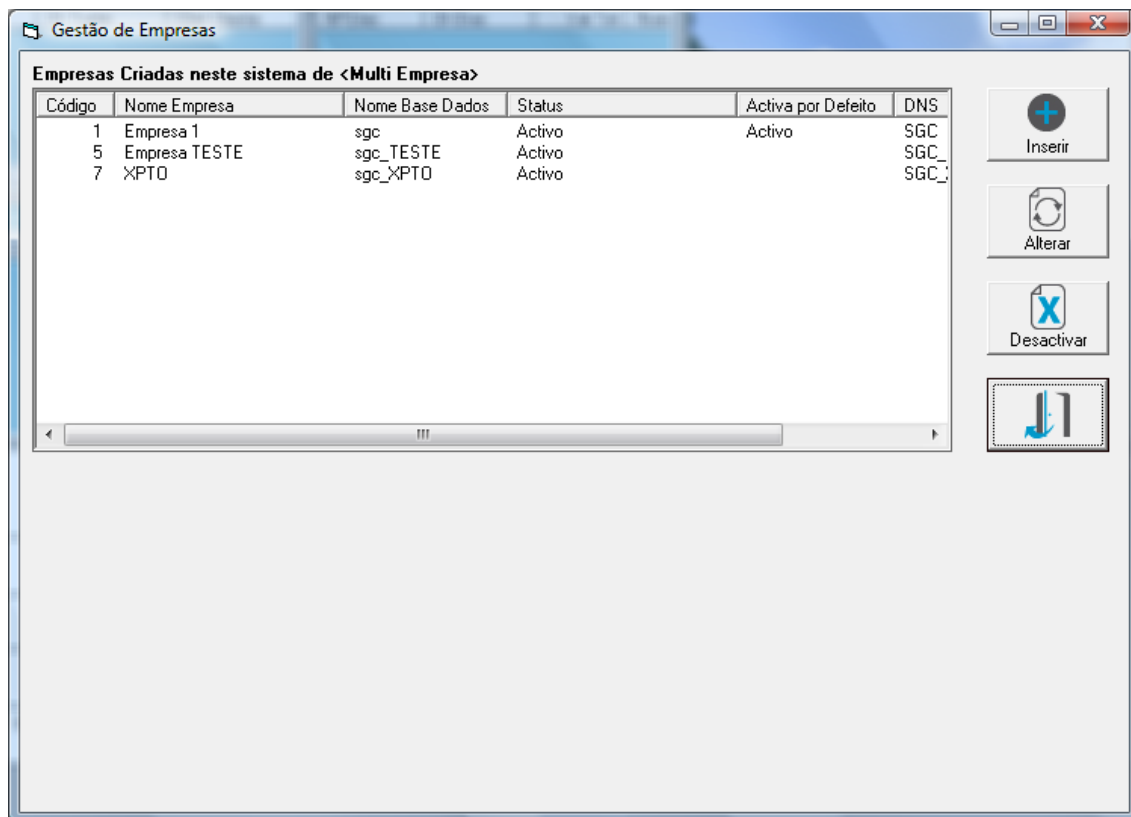 Gestão de Empresas
Empresas Criadas neste sistema de <Multi Empresa>
Código Nome Empresa Nome Base Dados Status Activa por Defeito DNS
1 Empresa 1 sgc Activo Activo SGC
5 Empresa TESTE sgc_TESTE Activo SGC_
7 XPTO sgc_XPTO Activo SGC_
Inserir
Alterar
Desactivar